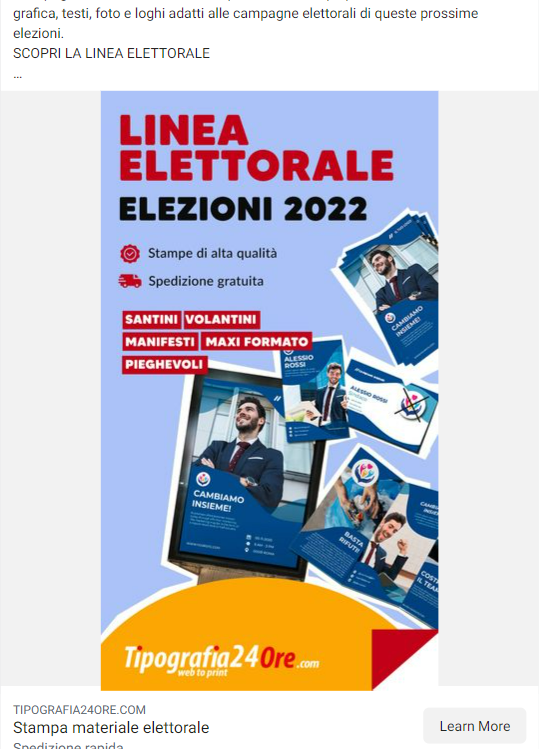 grafica, testi, foto e loghi adatti alle campagne elettorali di queste prossime
elezioni.
SCOPRI LA LINEA ELETTORALE
...
LINEA
ELETTORALE
ELEZIONI 2022
Stampe di alta qualità
Spedizione gratuita
SANTINI VOLANTINI
MANIFESTI MAXI FORMATO
PIEGHEVOLI
CAMBIAMO
INSIEME!
ALESSIO
ROSSI
ALESSIO ROSSI
CAMBIAMO
INSIEME!
BASTA
RIFIUTI!
Tipografia24Ore.com
web to print
TIPOGRAFIA24ORE.COM
Stampa materiale elettorale
Learn More
Spedizione rapida